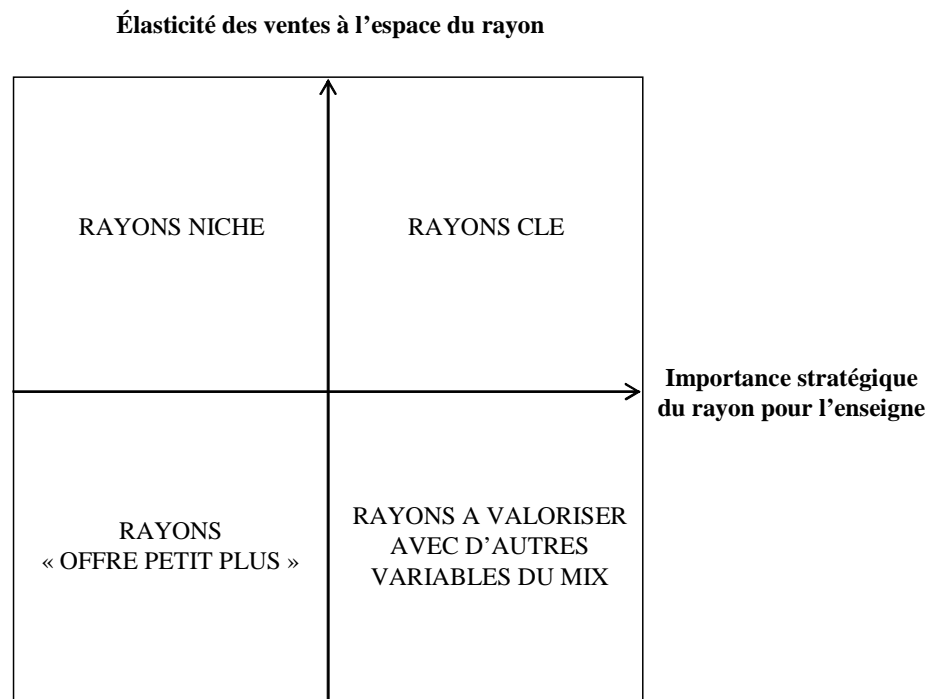 Élasticité des ventes à l’espace du rayon
RAYONS NICHE
RAYONS CLE
Importance stratégique
du rayon pour l’enseigne
RAYONS
« OFFRE PETIT PLUS »
RAYONS A VALORISER
AVEC D’AUTRES
VARIABLES DU MIX